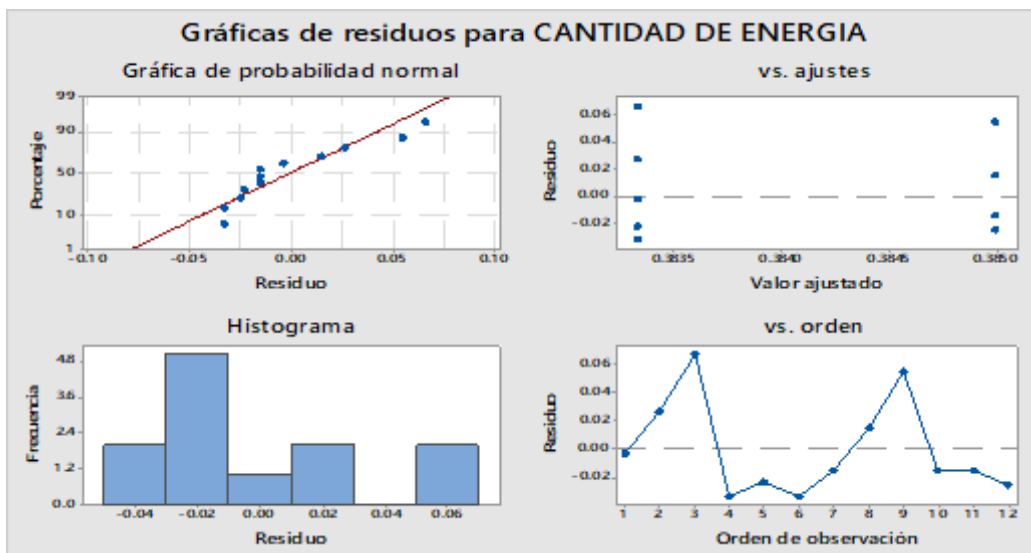 Gráficas de residuos para CANTIDAD DE ENERGIA
Gráfica de probabilidad normal
Porcentaje
99
90
50
10
1
-0.10
-0.05
0.00
0.05
0.10
Residuo
vs. ajustes
Residuo
0.06
0.04
0.02
0.00
-0.02
0.3835
0.3840
0.3845
0.3850
Valor ajustado
Histograma
Frecuencia
4.8
3.6
2.4
1.2
0.0
-0.04
-0.02
0.00
0.02
0.04
0.06
Residuo
vs. orden
Residuo
0.06
0.04
0.02
0.00
-0.02
1 2 3 4 5 6 7 8 9 10 11 12
Orden de observación